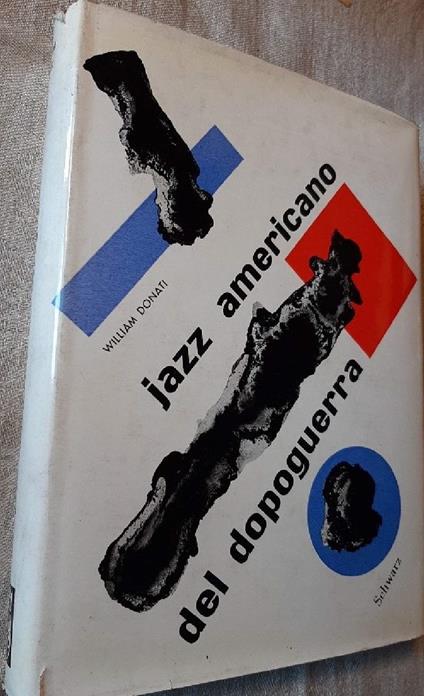 WILLIAM DONATI
jazz americano
del dopoguerra
Schwarz